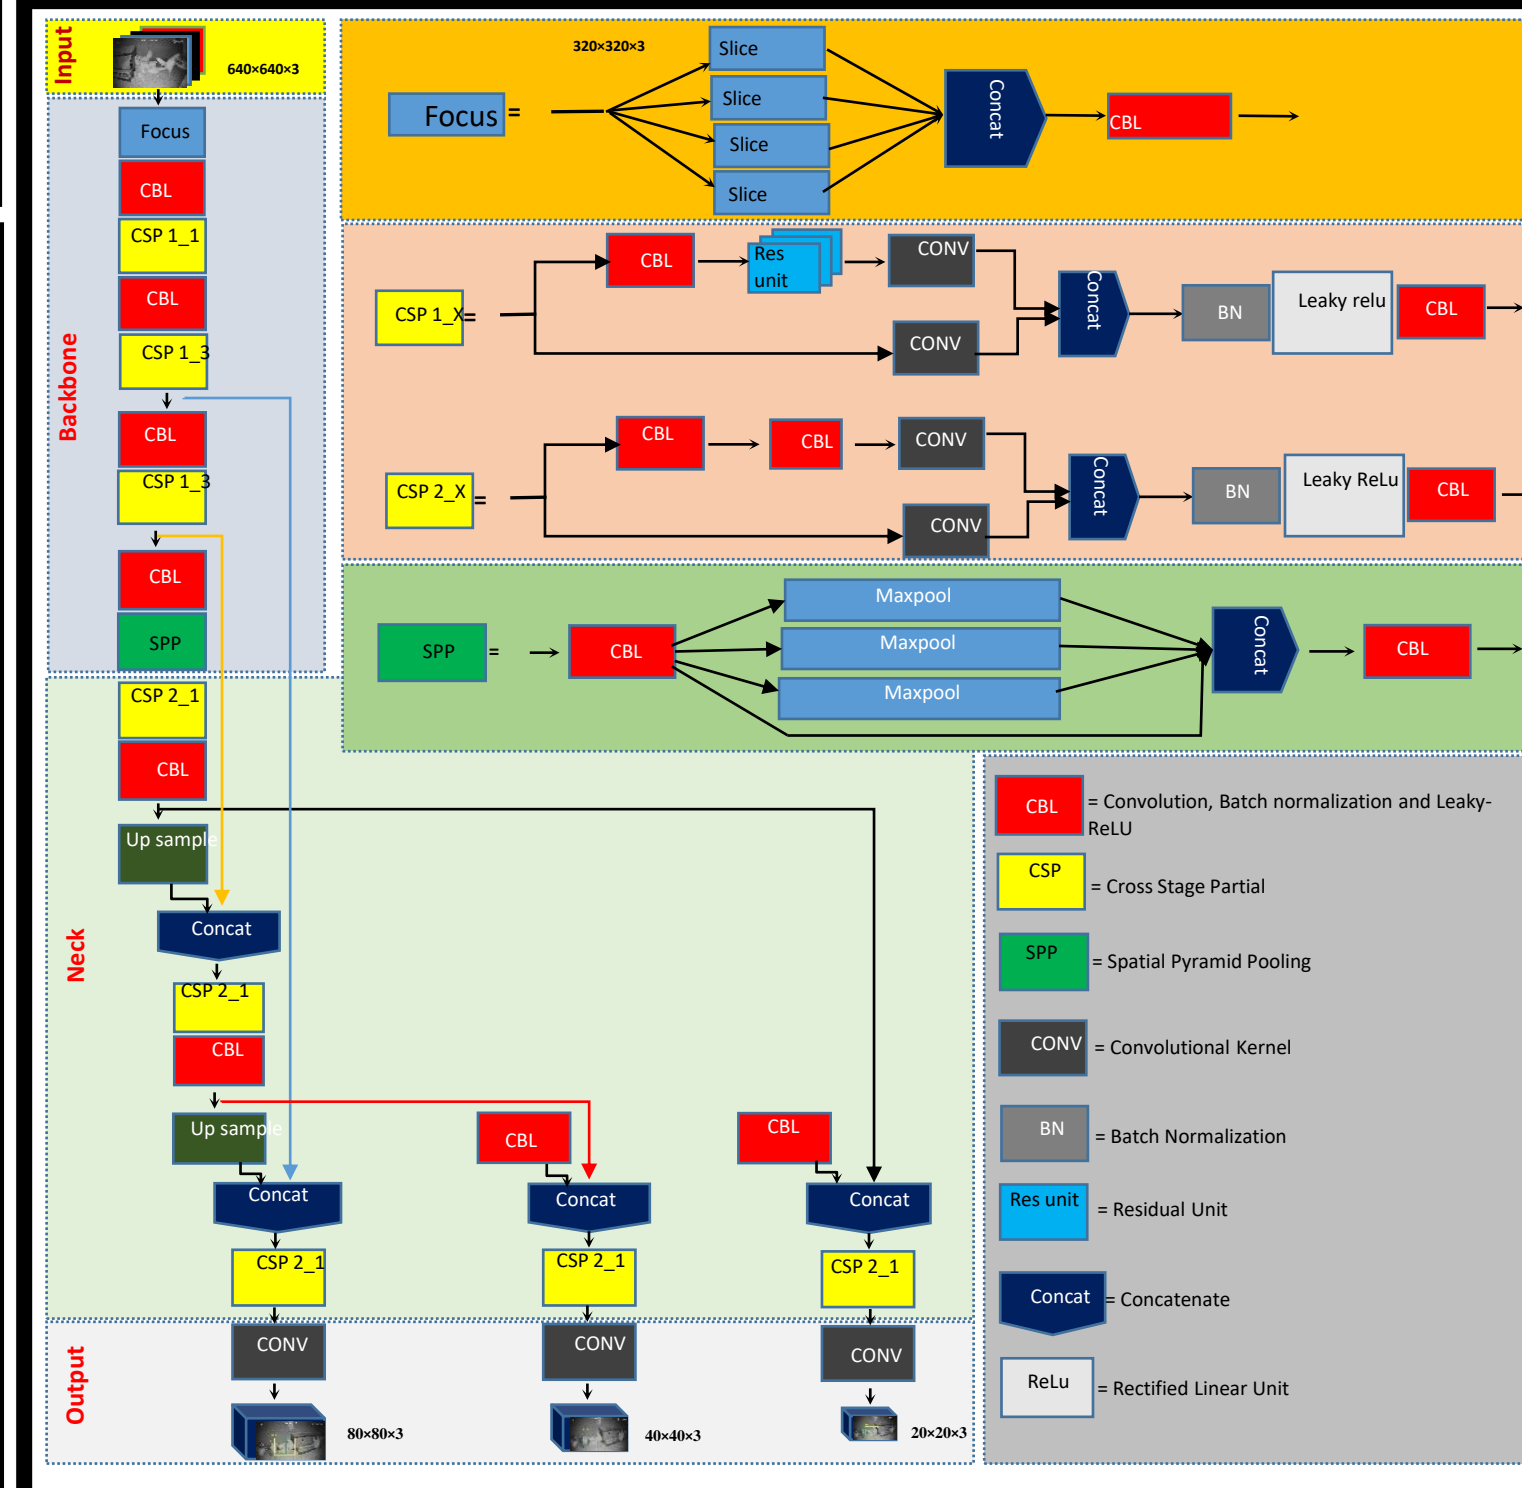 Input
640×640×3
Backbone
Focus
CBL
CSP 1_1
CBL
CSP 1_3
CBL
CSP 1_3
CBL
SPP
Focus =
320×320×3
Slice
Slice
Slice
Slice
Concat
CBL
CSP 1_X=
CBL
Res
unit
CONV
CONV
Concat
BN
Leaky relu
CBL
CSP 2_X=
CBL
CBL
CONV
CONV
Concat
BN
Leaky ReLu
CBL
SPP =
CBL
Maxpool
Maxpool
Maxpool
Concat
CBL
Neck
CSP 2_1
CBL
Up sample
Concat
CSP 2_1
CBL
Up sample
CBL
CBL
Concat
Concat
Concat
CSP 2_1
CSP 2_1
CSP 2_1
Output
CONV
CONV
CONV
80×80×3
40×40×3
20×20×3
CBL = Convolution, Batch normalization and Leaky-
ReLU
CSP = Cross Stage Partial
SPP = Spatial Pyramid Pooling
CONV = Convolutional Kernel
BN = Batch Normalization
Res unit = Residual Unit
Concat = Concatenate
ReLu = Rectified Linear Unit